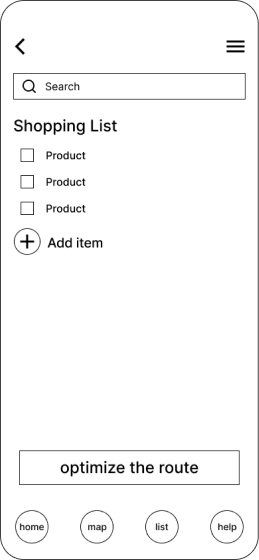 Search
Shopping List
Product
Product
Product
Add item
optimize the route
home map list help